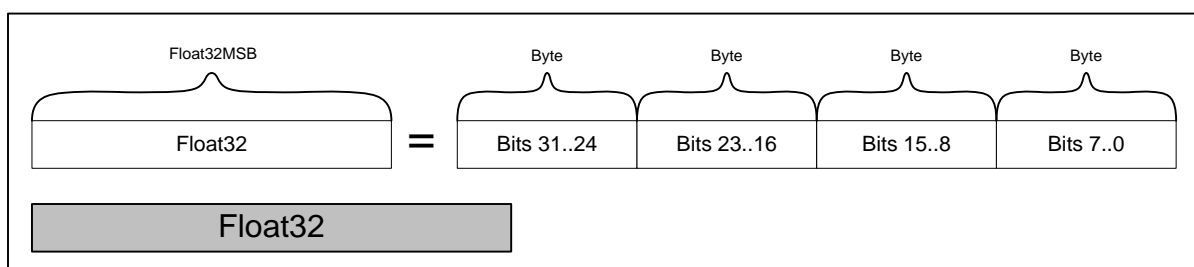 Float32MSB Byte Byte Byte Byte
Float32 = Bits 31..24 Bits 23..16 Bits 15..8 Bits 7..0
Float32